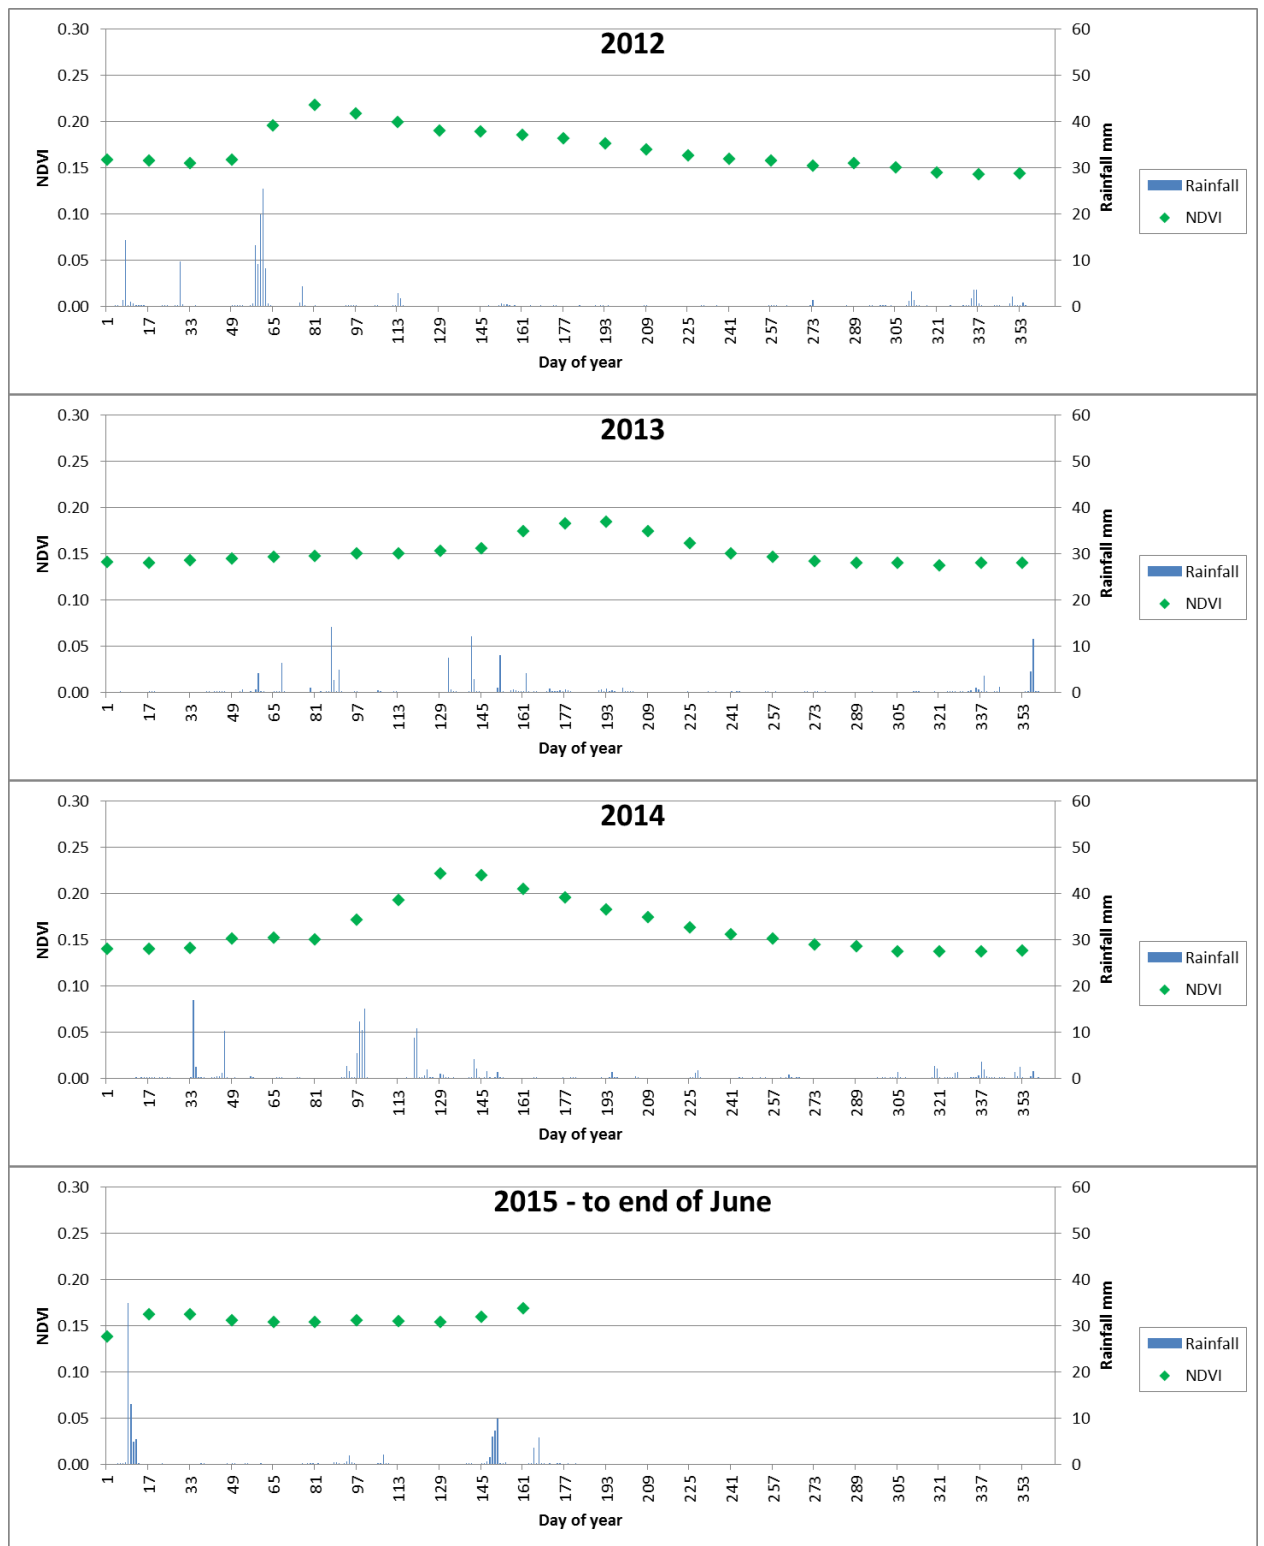 2012
0.30 60
0.25 50
0.20 40
0.15 30
0.10 20
0.05 10
0.00 0
NDVI
Rainfall mm
1 17 33 49 65 81 97 113 129 145 161 177 193 209 225 241 257 273 289 305 321 337 353
Day of year
Rainfall
NDVI
2013
0.30 60
0.25 50
0.20 40
0.15 30
0.10 20
0.05 10
0.00 0
NDVI
Rainfall mm
1 17 33 49 65 81 97 113 129 145 161 177 193 209 225 241 257 273 289 305 321 337 353
Day of year
Rainfall
NDVI
2014
0.30 60
0.25 50
0.20 40
0.15 30
0.10 20
0.05 10
0.00 0
NDVI
Rainfall mm
1 17 33 49 65 81 97 113 129 145 161 177 193 209 225 241 257 273 289 305 321 337 353
Day of year
Rainfall
NDVI
2015 - to end of June
0.30 60
0.25 50
0.20 40
0.15 30
0.10 20
0.05 10
0.00 0
NDVI
Rainfall mm
1 17 33 49 65 81 97 113 129 145 161 177 193 209 225 241 257 273 289 305 321 337 353
Day of year
Rainfall
NDVI